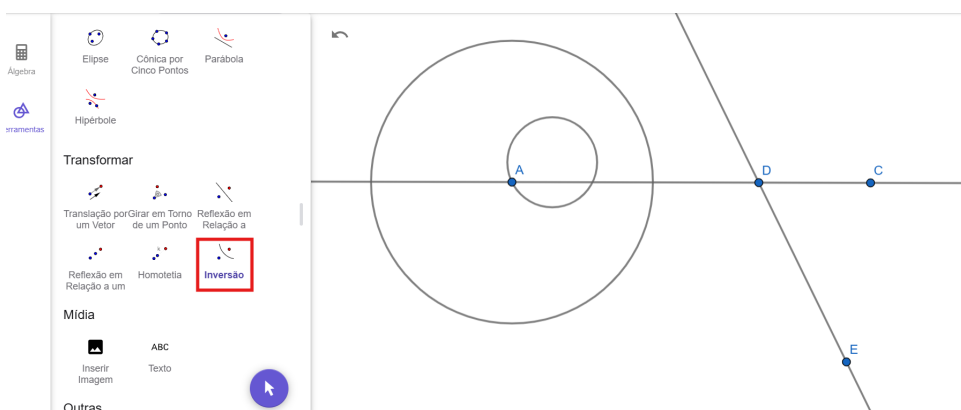 Álgebra
erramentas
Elipse
Cônica por
Cinco Pontos
Parábola
Hipérbole
Transformar
Translação por
um Vetor
Girar em Torno
de um Ponto
Reflexão em
Relação a
Reflexão em
Relação a um
Homotetia
Inversão
Mídia
ABC
Inserir
Imagem
Texto
Outras
A
D
C
E